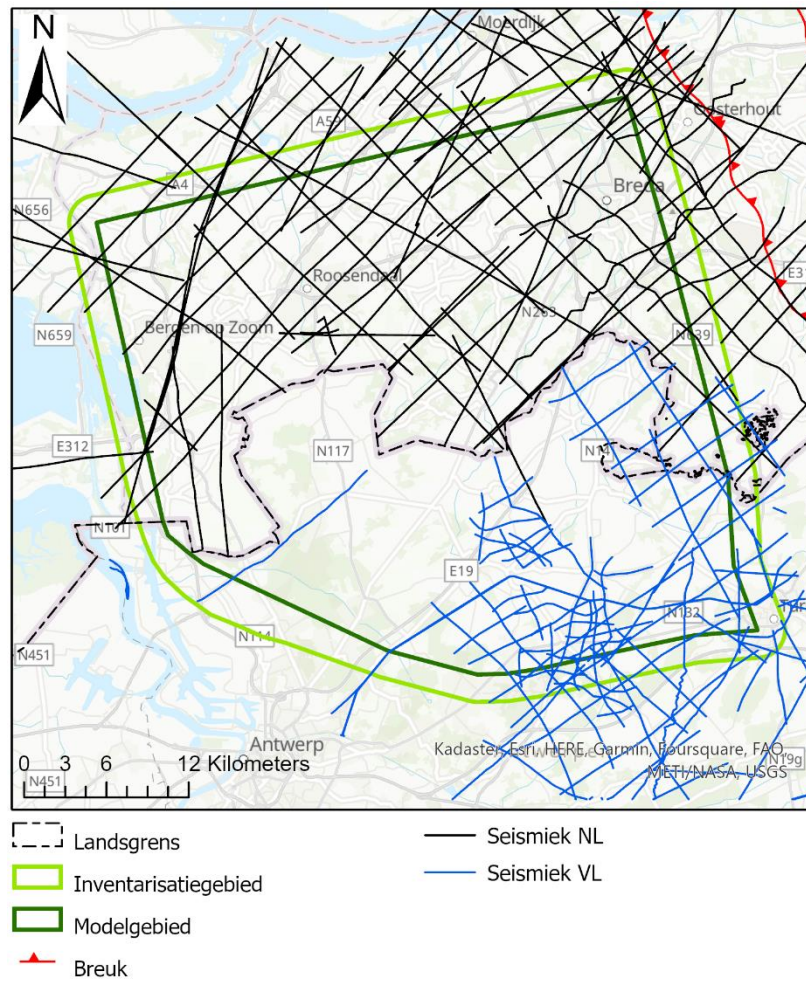 N
Moerdijk
A59
Oosterhout
A4
Breda
N656
E31
Roosendaal
N263
N659
Bergen op Zoom
N639
E312
N117
N14
N101
E19
N132
Tur
N114
N451
Antwerp
Kadaster, Esri, HERE, Garmin, Foursquare, FAO,
METI/NASA, USGS
N19g
0 3 6 12 Kilometers
N451
Landsgrens
Seismiek NL
Inventarisatiegebied
Seismiek VL
Modelgebied
Breuk